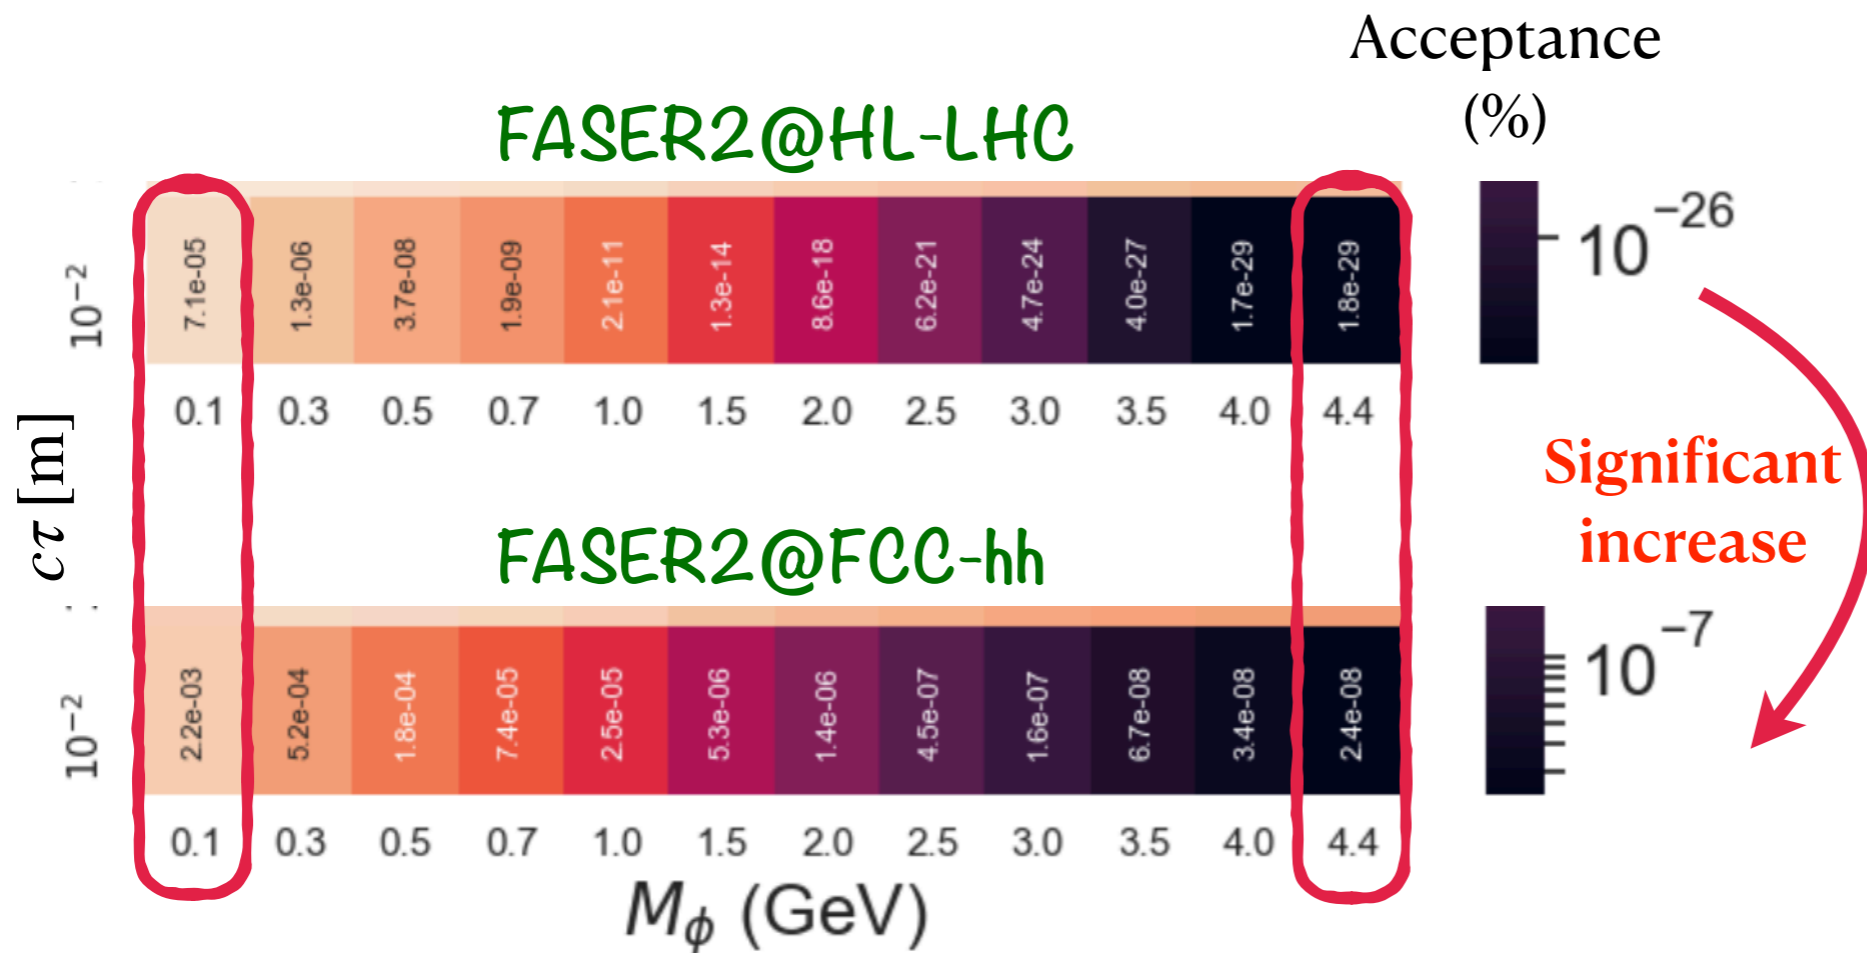 Acceptance
(%)
FASER2@HL-LHC
10⁻²
7.1e-05 1.3e-06 3.7e-08 1.9e-09 2.1e-11 1.3e-14 8.6e-18 6.2e-21 4.7e-24 4.0e-27 1.7e-29 1.8e-29
10⁻²⁶
0.1 0.3 0.5 0.7 1.0 1.5 2.0 2.5 3.0 3.5 4.0 4.4
cτ [m]
Significant
increase
FASER2@FCC-hh
10⁻²
2.2e-03 5.2e-04 1.8e-04 7.4e-05 2.5e-05 5.3e-06 1.4e-06 4.5e-07 1.6e-07 6.7e-08 3.4e-08 2.4e-08
10⁻⁷
0.1 0.3 0.5 0.7 1.0 1.5 2.0 2.5 3.0 3.5 4.0 4.4
M_ϕ (GeV)